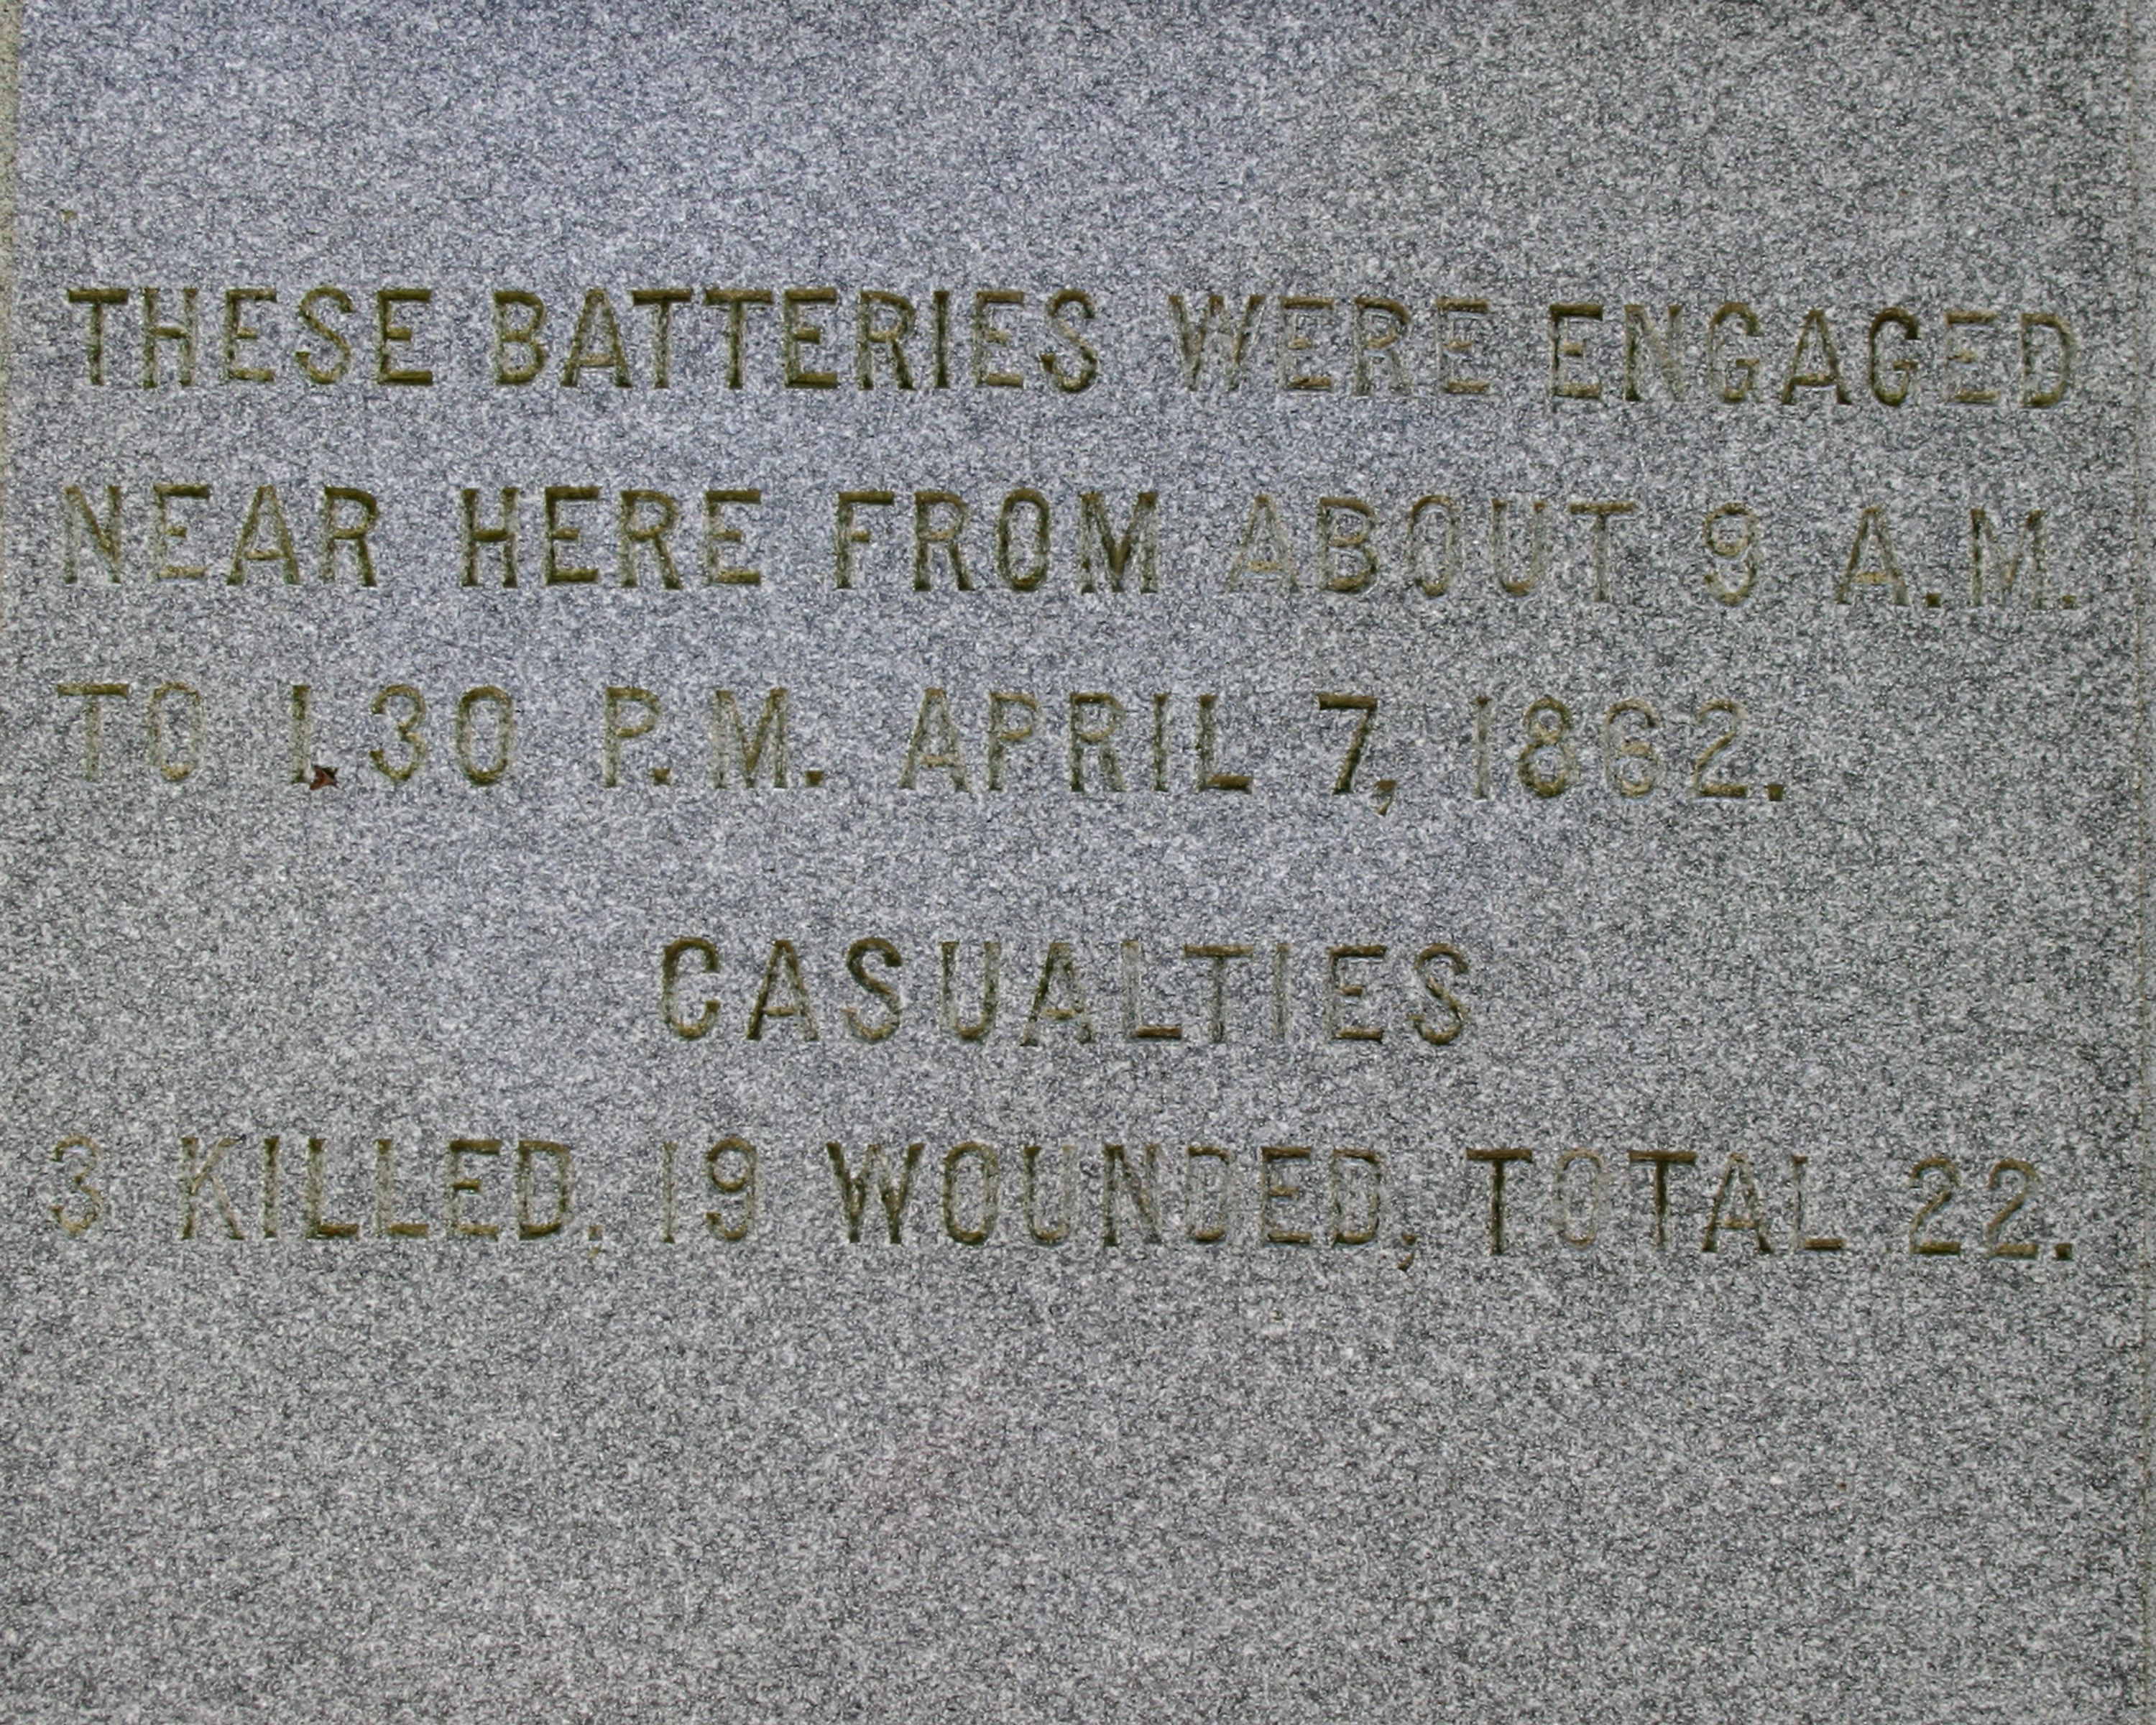 THESE BATTERIES WERE ENGAGED
NEAR HERE FROM ABOUT 9 A.M.
TO 1.30 P.M. APRIL 7, 1862.
CASUALTIES
3 KILLED, 19 WOUNDED, TOTAL 22.